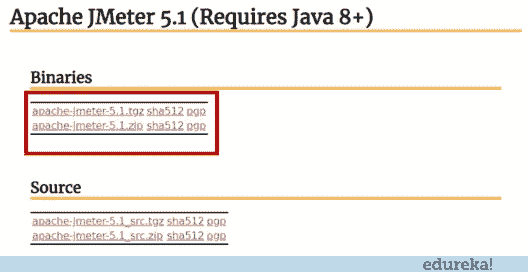 Apache JMeter 5.1 (Requires Java 8+)
Binaries
apache-jmeter-5.1.tgz sha512 pgp
apache-jmeter-5.1.zip sha512 pgp
Source
apache-jmeter-5.1_src.tgz sha512 pgp
apache-jmeter-5.1_src.zip sha512 pgp
edureka!